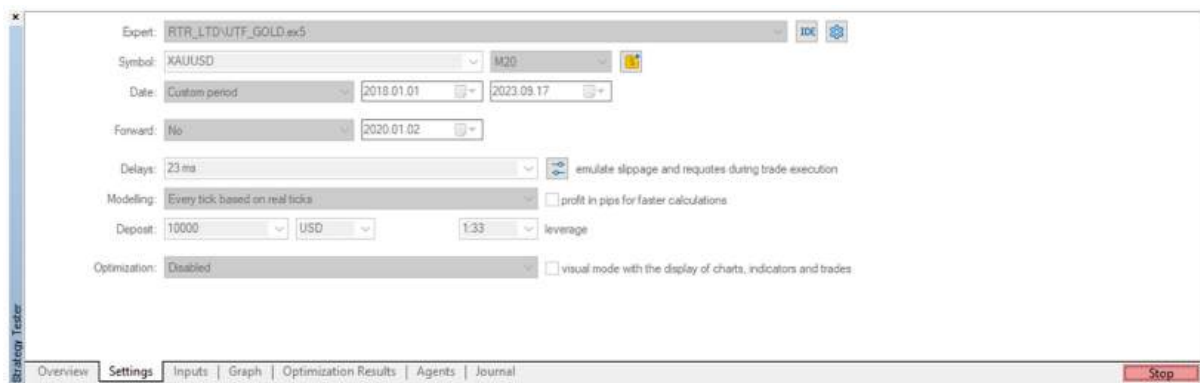 Expert: RTR_LTD\UTF_GOLD.ex5 IDE
Symbol: XAUUSD M20
Date: Custom period 2018.01.01 2023.09.17
Forward: No 2020.01.02
Delays: 23 ms emulate slippage and requotes during trade execution
Modelling: Every tick based on real ticks profit in pips for faster calculations
Deposit: 10000 USD 1:33 leverage
Optimization: Disabled visual mode with the display of charts, indicators and trades
Strategy Tester
Overview Settings Inputs | Graph | Optimization Results | Agents | Journal Stop